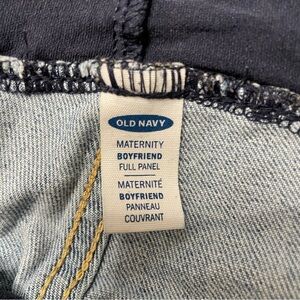 OLD NAVY
MATERNITY
BOYFRIEND
FULL PANEL
MATERNITÉ
BOYFRIEND
PANNEAU
COUVRANT